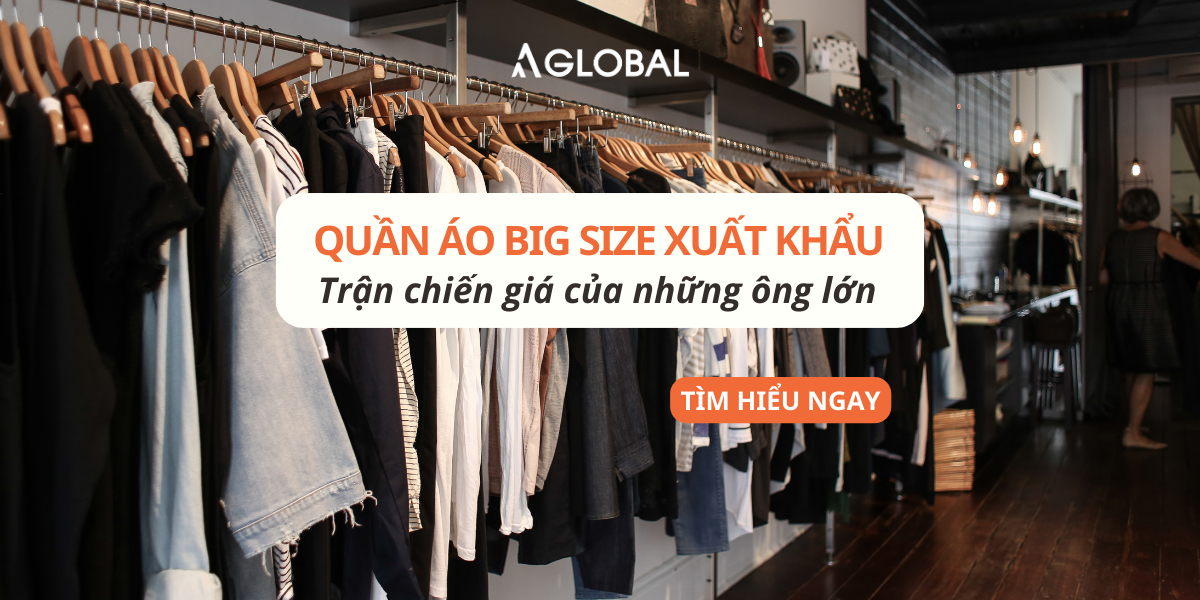 AGLOBAL
QUẦN ÁO BIG SIZE XUẤT KHẨU
Trận chiến giá của những ông lớn
TÌM HIỂU NGAY